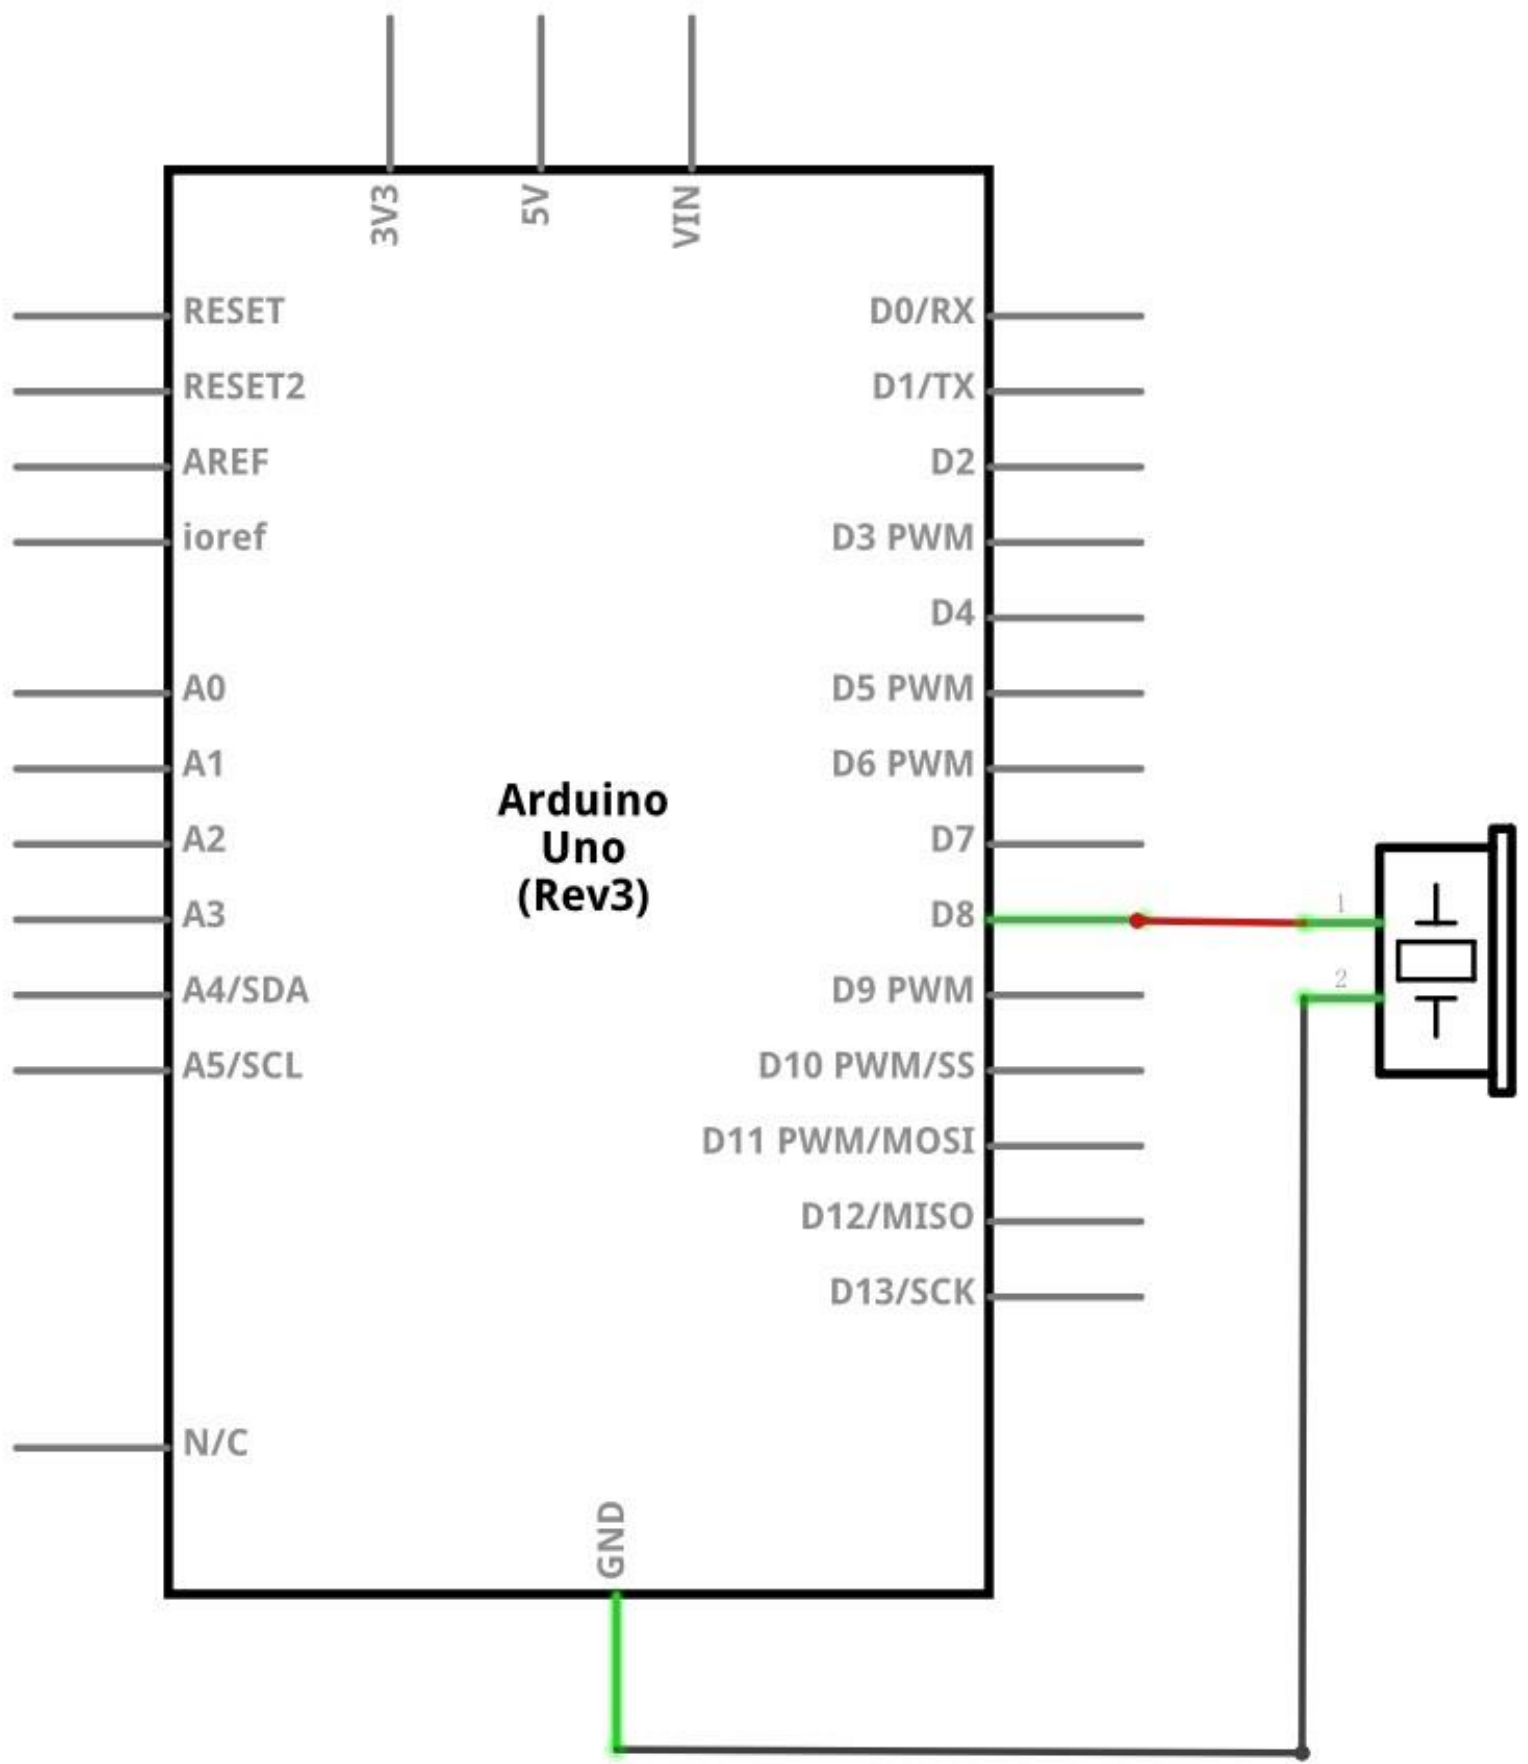 3V3
5V
VIN
RESET
RESET2
AREF
ioref
A0
A1
A2
A3
A4/SDA
A5/SCL
N/C
Arduino
Uno
(Rev3)
D0/RX
D1/TX
D2
D3 PWM
D4
D5 PWM
D6 PWM
D7
D8
D9 PWM
D10 PWM/SS
D11 PWM/MOSI
D12/MISO
D13/SCK
GND
1
2